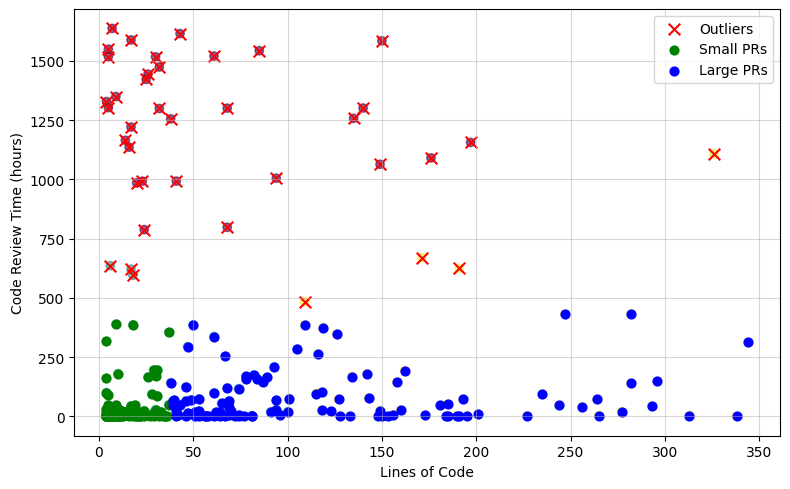 Outliers
Small PRs
Large PRs
1500
1250
1000
750
500
250
0
Code Review Time (hours)
0 50 100 150 200 250 300 350
Lines of Code